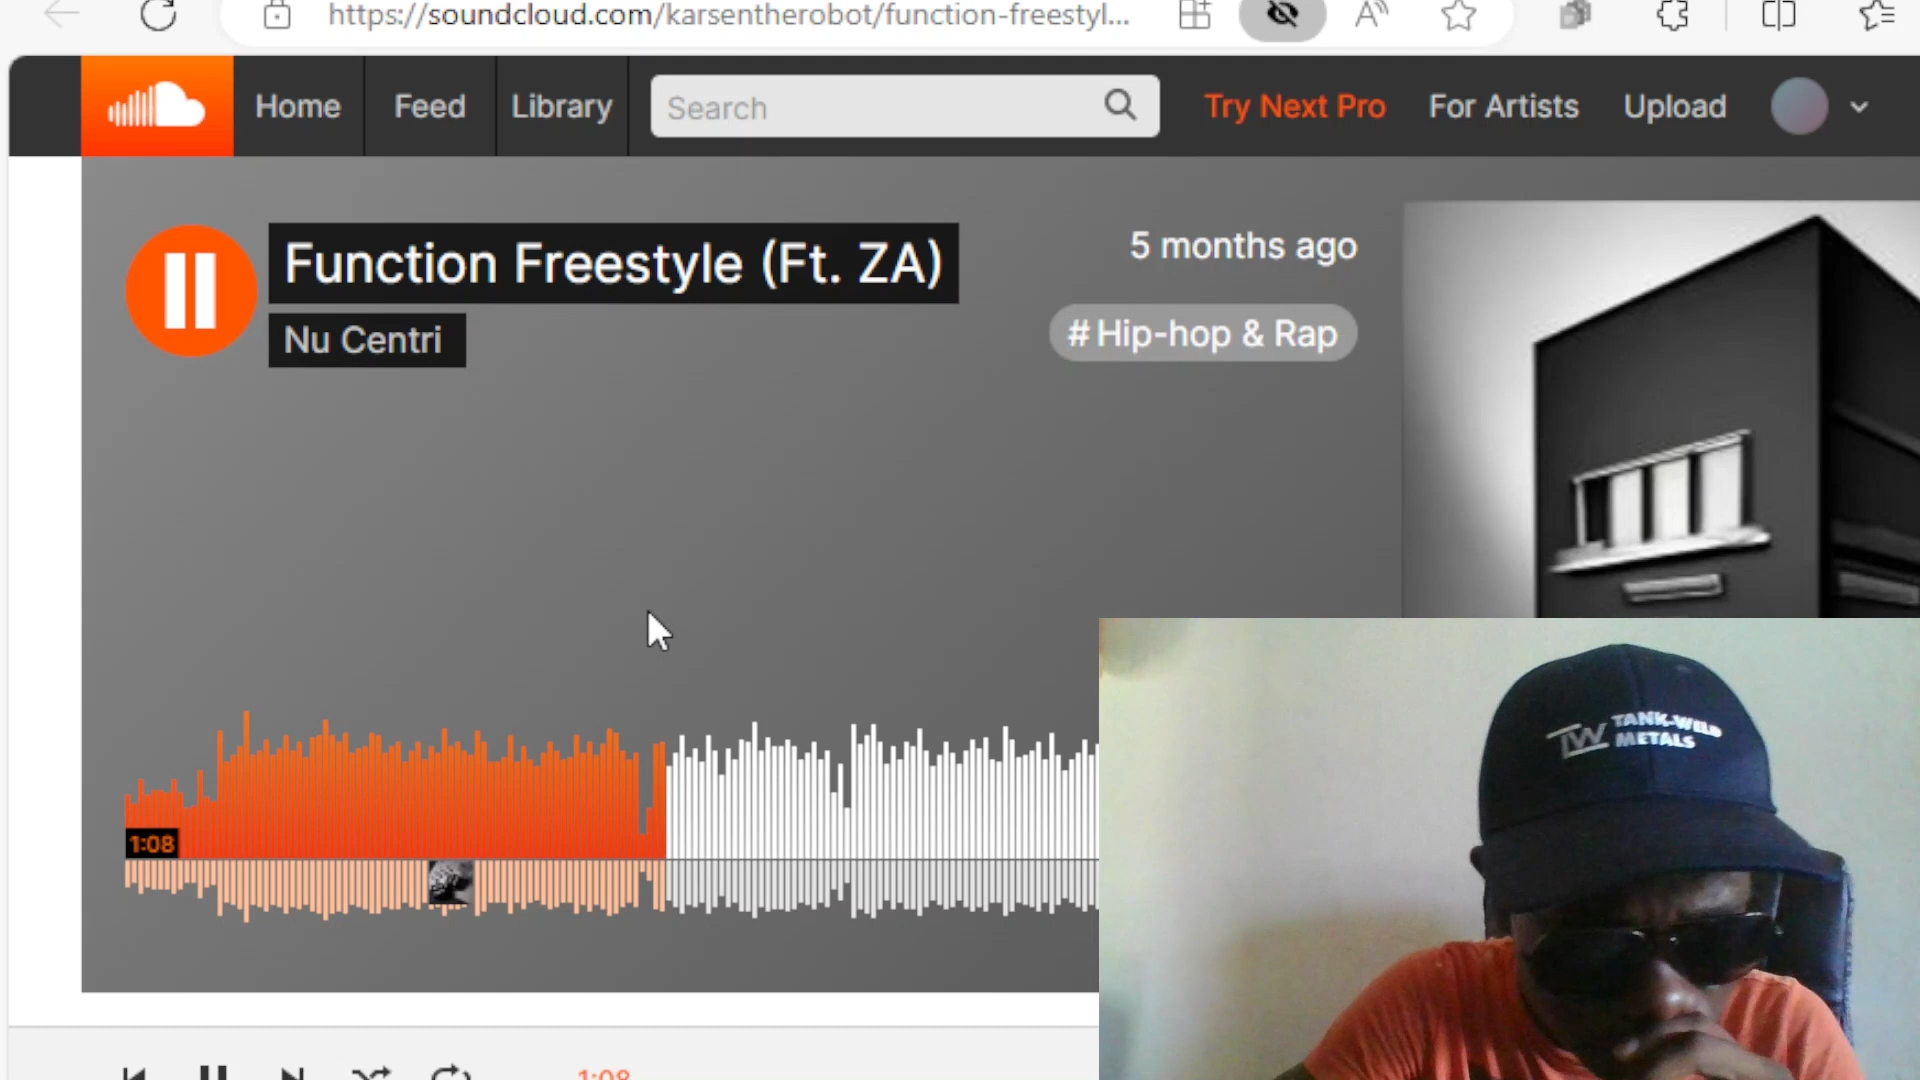 https://soundcloud.com/karsentherobot/function-freestyl...
Home
Feed
Library
Search
Try Next Pro
For Artists
Upload
Function Freestyle (Ft. ZA)
5 months ago
Nu Centri
# Hip-hop & Rap
TW TANK-WELD
METALS
1:08
1:08